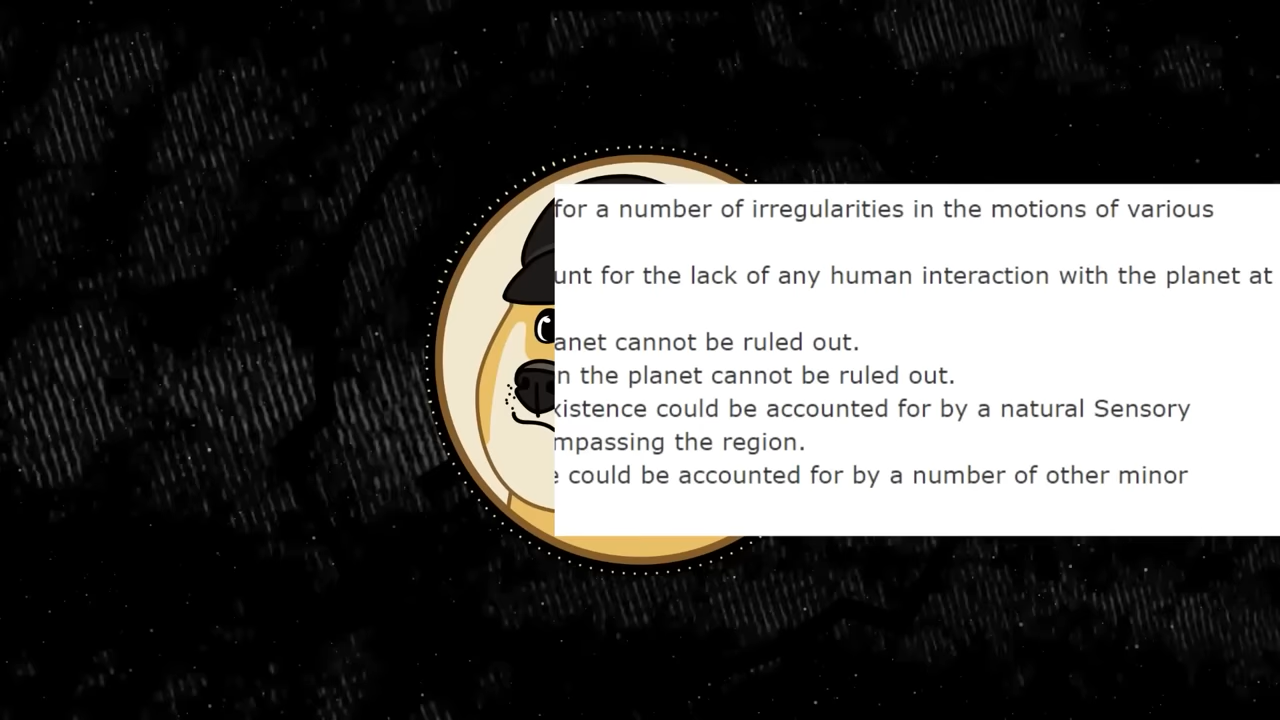 for a number of irregularities in the motions of various
unt for the lack of any human interaction with the planet at
anet cannot be ruled out.
n the planet cannot be ruled out.
xistence could be accounted for by a natural Sensory
mpassing the region.
e could be accounted for by a number of other minor